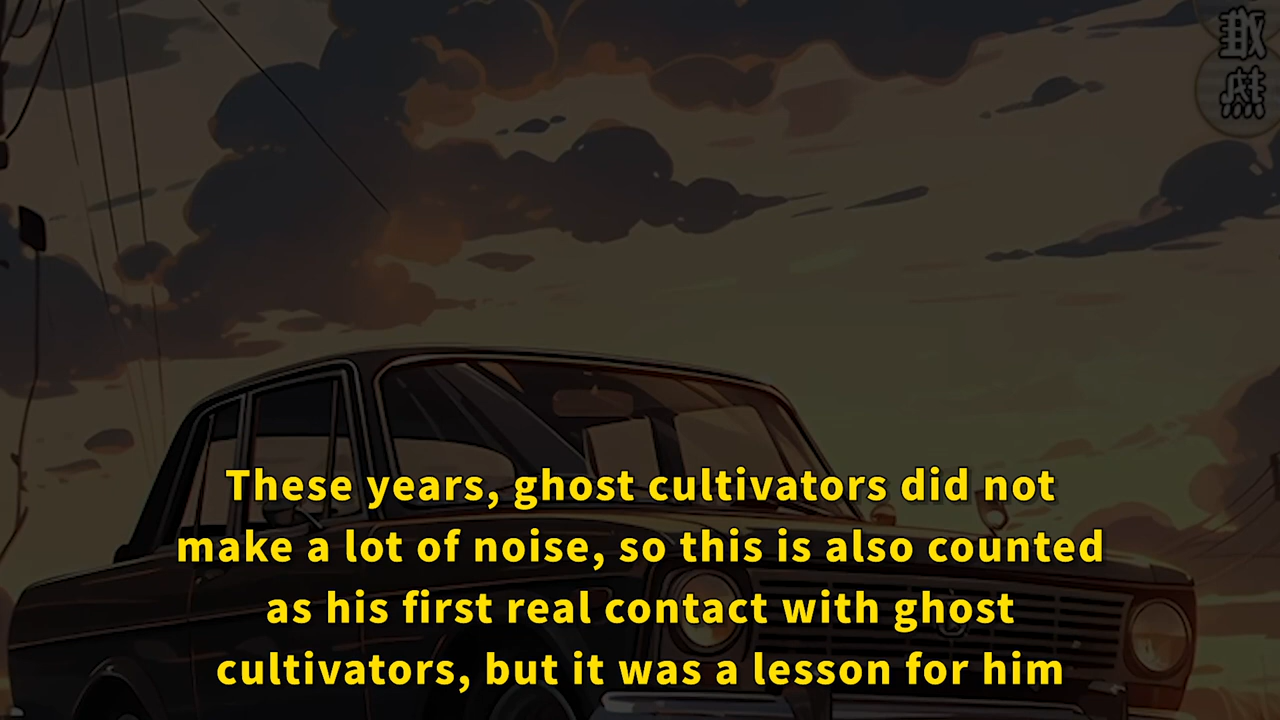 These years, ghost cultivators did not
make a lot of noise, so this is also counted
as his first real contact with ghost
cultivators, but it was a lesson for him